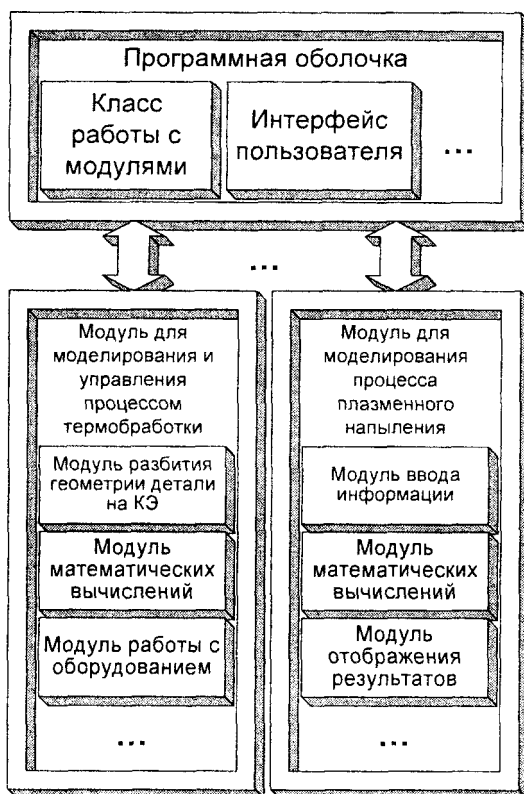 Программная оболочка
Класс
работы с
модулями
Интерфейс
пользователя
...
...
Модуль для
моделирования и
управления
процессом
термобработки
Модуль разбития
геометрии детали
на КЭ
Модуль
математических
вычислений
Модуль работы с
оборудованием
...
Модуль для
моделирования
процесса
плазменного
напыления
Модуль ввода
информации
Модуль
математических
вычислений
Модуль
отображения
результатов
...